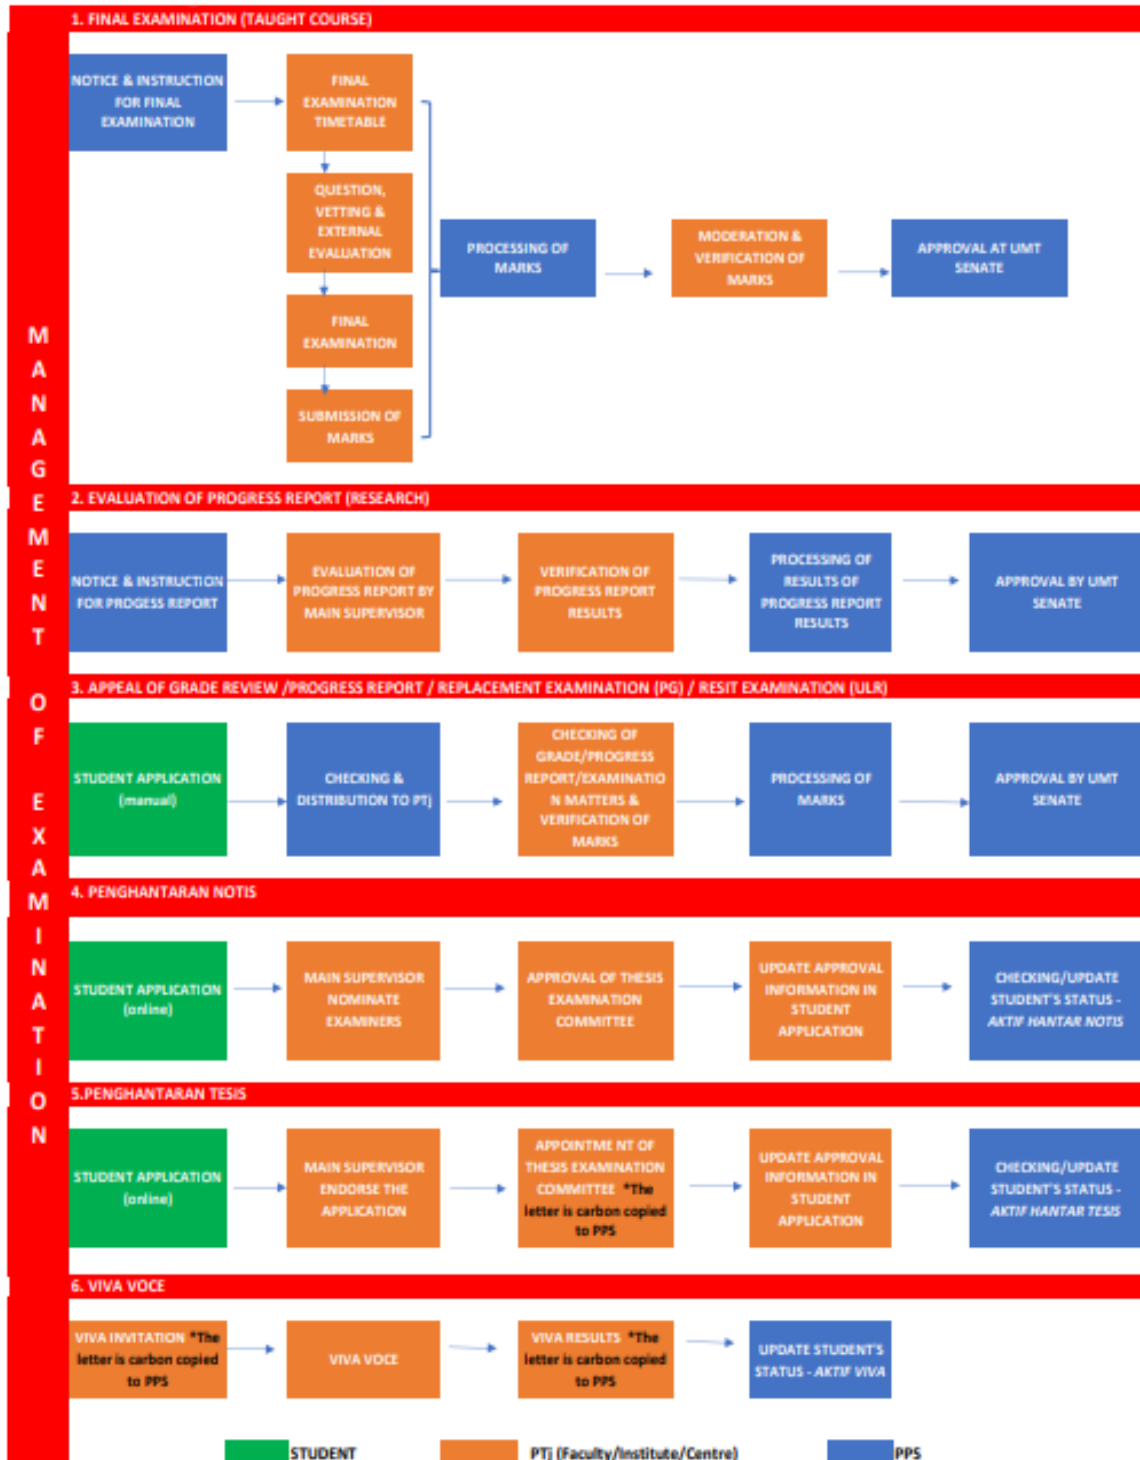 1. FINAL EXAMINATION (TAUGHT COURSE)
NOTICE & INSTRUCTION
FOR FINAL
EXAMINATION
FINAL
EXAMINATION
TIMETABLE
QUESTION,
VETTING &
EXTERNAL
EVALUATION
FINAL
EXAMINATION
SUBMISSION OF
MARKS
PROCESSING OF
MARKS
MODERATION &
VERIFICATION OF
MARKS
APPROVAL AT UMT
SENATE
MANAGEMENT OF EXAMINATION
2. EVALUATION OF PROGRESS REPORT (RESEARCH)
NOTICE & INSTRUCTION
FOR PROGESS REPORT
EVALUATION OF
PROGRESS REPORT BY
MAIN SUPERVISOR
VERIFICATION OF
PROGRESS REPORT
RESULTS
PROCESSING OF
RESULTS OF
PROGRESS REPORT
RESULTS
APPROVAL BY UMT
SENATE
3. APPEAL OF GRADE REVIEW /PROGRESS REPORT / REPLACEMENT EXAMINATION (PG) / RESIT EXAMINATION (ULR)
STUDENT APPLICATION
(manual)
CHECKING &
DISTRIBUTION TO PTj
CHECKING OF
GRADE/PROGRESS
REPORT/EXAMINATIO
N MATTERS &
VERIFICATION OF
MARKS
PROCESSING OF
MARKS
APPROVAL BY UMT
SENATE
4. PENGHANTARAN NOTIS
STUDENT APPLICATION
(online)
MAIN SUPERVISOR
NOMINATE
EXAMINERS
APPROVAL OF THESIS
EXAMINATION
COMMITTEE
UPDATE APPROVAL
INFORMATION IN
STUDENT
APPLICATION
CHECKING/UPDATE
STUDENT'S STATUS -
AKTIF HANTAR NOTIS
5.PENGHANTARAN TESIS
STUDENT APPLICATION
(online)
MAIN SUPERVISOR
ENDORSE THE
APPLICATION
APPOINTME NT OF
THESIS EXAMINATION
COMMITTEE *The
letter is carbon copied
to PPS
UPDATE APPROVAL
INFORMATION IN
STUDENT
APPLICATION
CHECKING/UPDATE
STUDENT'S STATUS -
AKTIF HANTAR TESIS
6. VIVA VOCE
VIVA INVITATION *The
letter is carbon copied
to PPS
VIVA VOCE
VIVA RESULTS *The
letter is carbon copied
to PPS
UPDATE STUDENT'S
STATUS - AKTIF VIVA
STUDENT
PTj (Faculty/Institute/Centre)
PPS